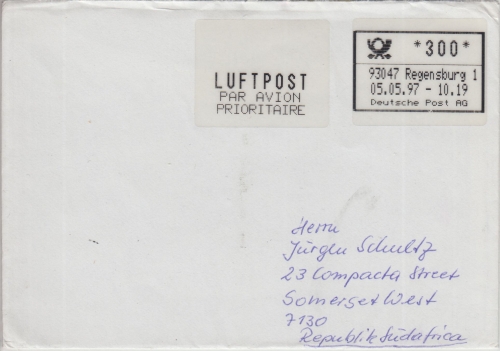 LUFTPOST
PAR AVION
PRIORITAIRE
*300*
93047 Regensburg 1
05.05.97 - 10.19
Deutsche Post AG
Herrn
Jürgen Schultz
23 Compacta Street
Somerset West
7130
Republik Südafrica